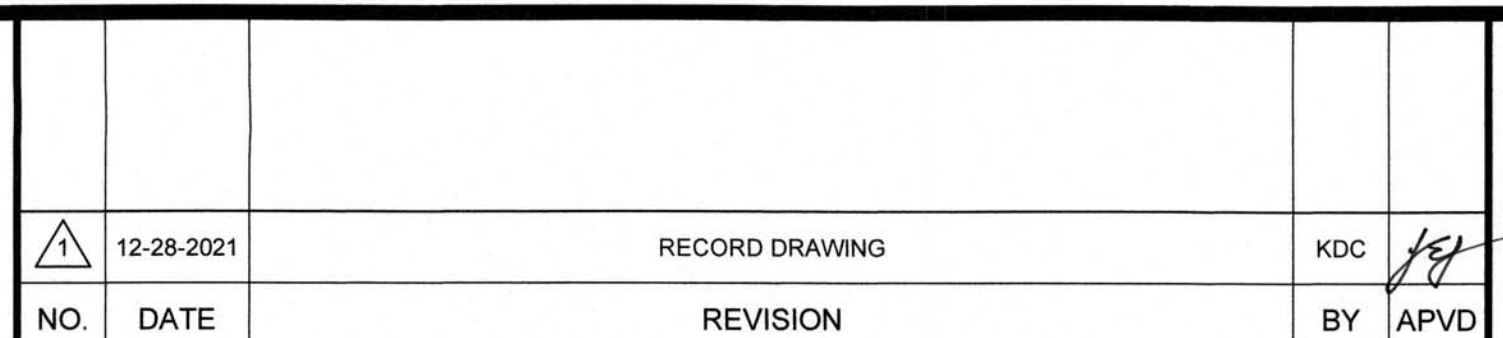 1 12-28-2021 RECORD DRAWING KDC
NO. DATE REVISION BY APVD